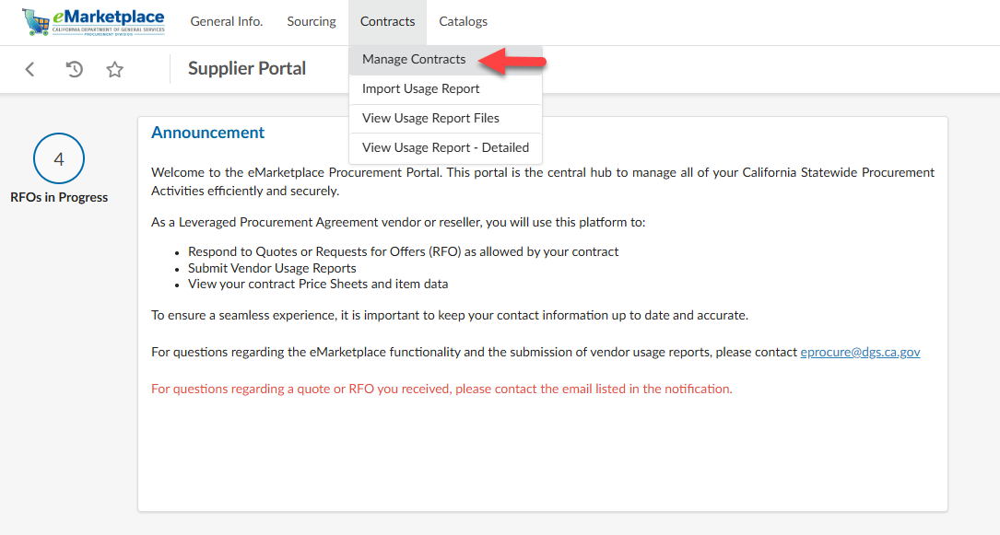 eMarketplace
CALIFORNIA DEPARTMENT OF GENERAL SERVICES
PROCUREMENT DIVISION
General Info.
Sourcing
Contracts
Catalogs
Supplier Portal
Manage Contracts
Import Usage Report
View Usage Report Files
View Usage Report - Detailed
4
RFOs in Progress
Announcement
Welcome to the eMarketplace Procurement Portal. This portal is the central hub to manage all of your California Statewide Procurement
Activities efficiently and securely.
As a Leveraged Procurement Agreement vendor or reseller, you will use this platform to:
• Respond to Quotes or Requests for Offers (RFO) as allowed by your contract
• Submit Vendor Usage Reports
• View your contract Price Sheets and item data
To ensure a seamless experience, it is important to keep your contact information up to date and accurate.
For questions regarding the eMarketplace functionality and the submission of vendor usage reports, please contact eprocure@dgs.ca.gov
For questions regarding a quote or RFO you received, please contact the email listed in the notification.